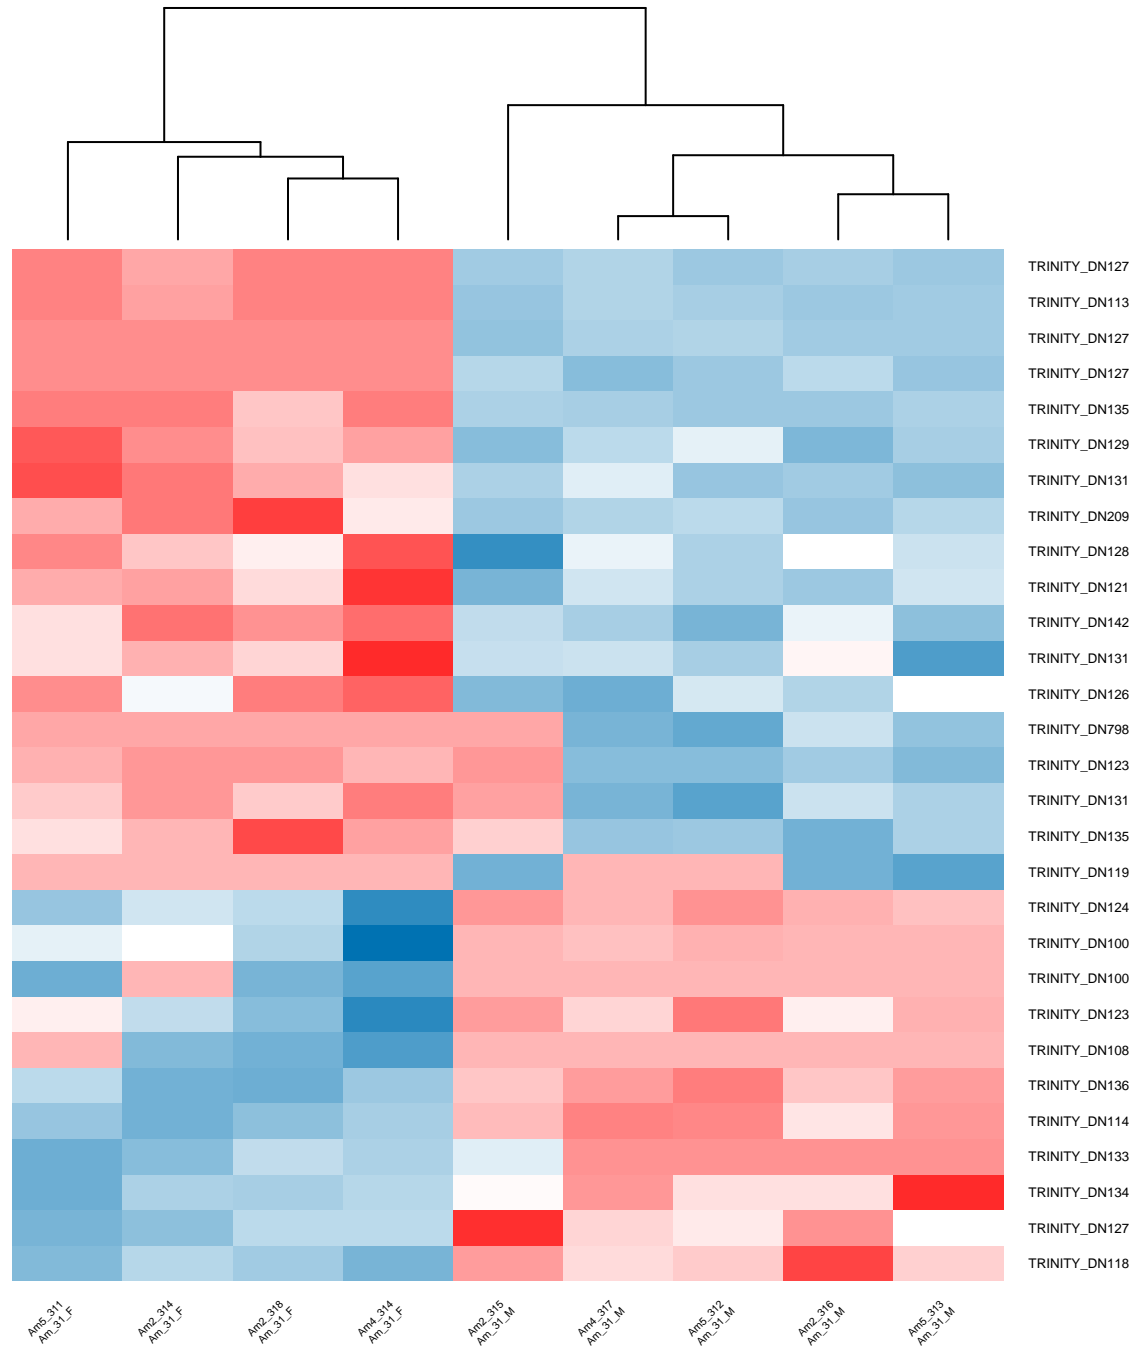 TRINITY_DN127
TRINITY_DN113
TRINITY_DN127
TRINITY_DN127
TRINITY_DN135
TRINITY_DN129
TRINITY_DN131
TRINITY_DN209
TRINITY_DN128
TRINITY_DN121
TRINITY_DN142
TRINITY_DN131
TRINITY_DN126
TRINITY_DN798
TRINITY_DN123
TRINITY_DN131
TRINITY_DN135
TRINITY_DN119
TRINITY_DN124
TRINITY_DN100
TRINITY_DN100
TRINITY_DN123
TRINITY_DN108
TRINITY_DN136
TRINITY_DN114
TRINITY_DN133
TRINITY_DN134
TRINITY_DN127
TRINITY_DN118
Am5_311
Am_31_F
Am2_314
Am_31_F
Am2_318
Am_31_F
Am4_314
Am_31_F
Am2_315
Am_31_M
Am4_317
Am_31_M
Am5_312
Am_31_M
Am2_316
Am_31_M
Am5_313
Am_31_M